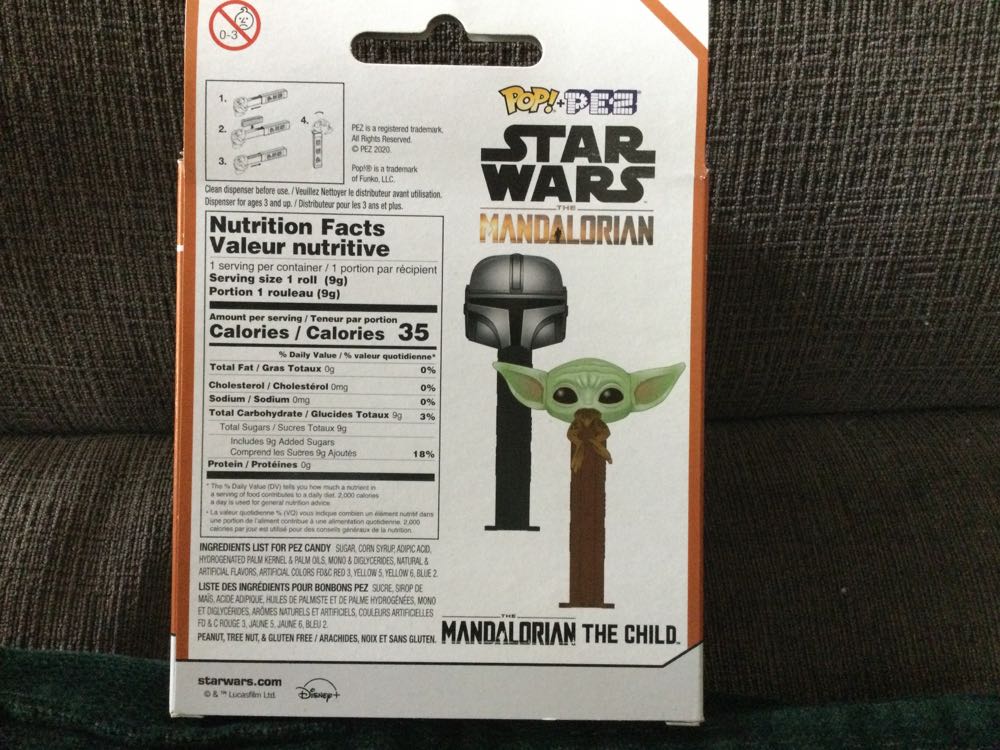 0-3
1.
2.
3.
4.
PEZ is a registered trademark.
All Rights Reserved.
© PEZ 2020.
Pop!® is a trademark
of Funko, LLC.
Clean dispenser before use. / Veuillez Nettoyer le distributeur avant utilisation.
Dispenser for ages 3 and up. / Distributeur pour les 3 ans et plus.
Nutrition Facts
Valeur nutritive
1 serving per container / 1 portion par récipient
Serving size 1 roll (9g)
Portion 1 rouleau (9g)
Amount per serving / Teneur par portion
Calories / Calories 35
% Daily Value / % valeur quotidienne*
Total Fat / Gras Totaux 0g 0%
Cholesterol / Cholestérol 0mg 0%
Sodium / Sodium 0mg 0%
Total Carbohydrate / Glucides Totaux 9g 3%
Total Sugars / Sucres Totaux 9g
Includes 9g Added Sugars
Comprend les Sucres 9g Ajoutés 18%
Protein / Protéines 0g
* The % Daily Value (DV) tells you how much a nutrient in
a serving of food contributes to a daily diet. 2,000 calories
a day is used for general nutrition advice.
* La valeur quotidienne % (VQ) vous indique combien un élément nutritif dans
une portion de l'aliment contribue à une alimentation quotidienne. 2,000
calories par jour est utilisé pour des conseils généraux de la nutrition.
INGREDIENTS LIST FOR PEZ CANDY SUGAR, CORN SYRUP, ADIPIC ACID,
HYDROGENATED PALM KERNEL & PALM OILS, MONO & DIGLYCERIDES, NATURAL &
ARTIFICIAL FLAVORS, ARTIFICIAL COLORS FD&C RED 3, YELLOW 5, YELLOW 6, BLUE 2.
LISTE DES INGRÉDIENTS POUR BONBONS PEZ SUCRE, SIROP DE
MAÏS, ACIDE ADIPIQUE, HUILES DE PALMISTE ET DE PALME HYDROGÉNÉES, MONO
ET DIGLYCÉRIDES, ARÔMES NATURELS ET ARTIFICIELS, COULEURS ARTIFICIELLES
FD & C ROUGE 3, JAUNE 5, JAUNE 6, BLEU 2.
PEANUT, TREE NUT, & GLUTEN FREE / ARACHIDES, NOIX ET SANS GLUTEN.
starwars.com
© & ™ Lucasfilm Ltd. Disney+
POP! + PEZ
STAR
WARS
THE
MANDALORIAN
THE
MANDALORIAN THE CHILD™